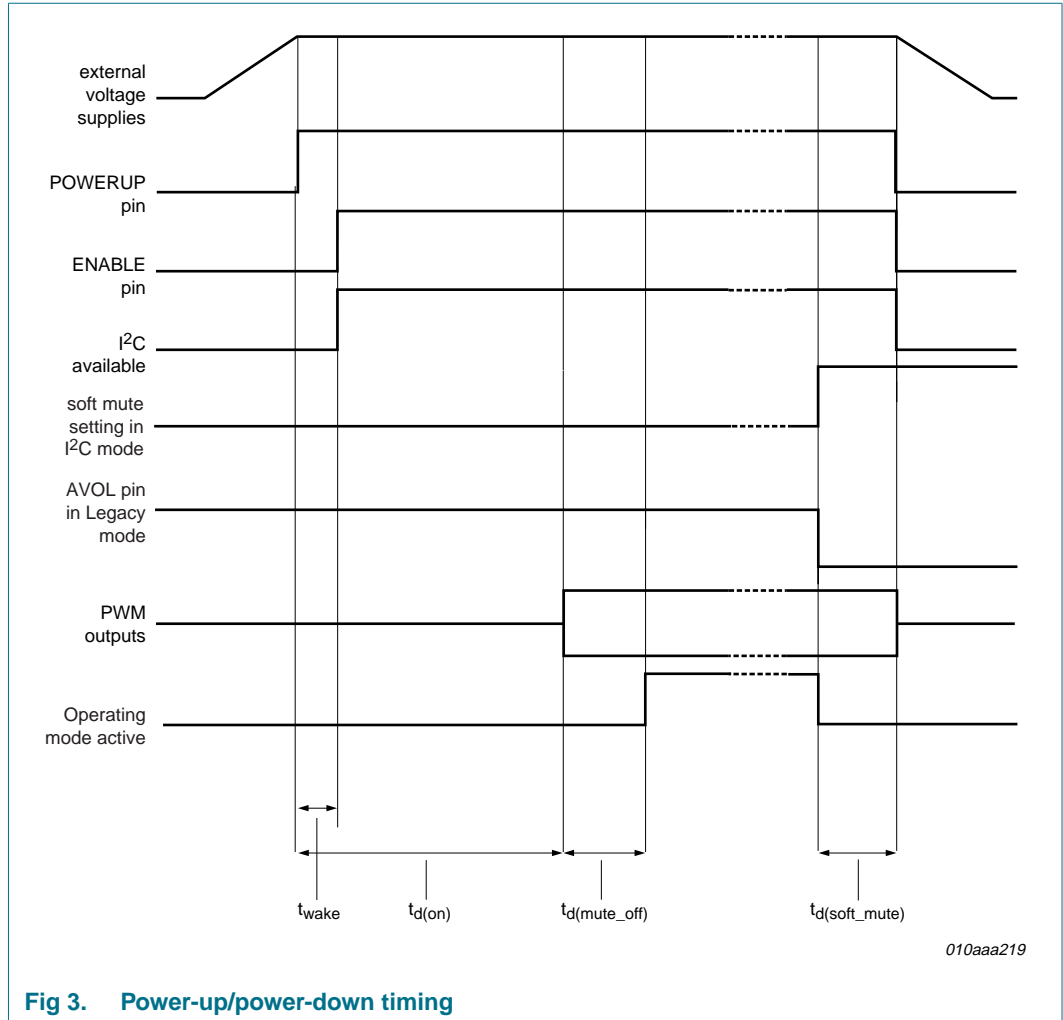 external
voltage
supplies
POWERUP
pin
ENABLE
pin
I2C
available
soft mute
setting in
I2C mode
AVOL pin
in Legacy
mode
PWM
outputs
Operating
mode active
twake
td(on)
td(mute_off)
td(soft_mute)
010aaa219
Fig 3. Power-up/power-down timing